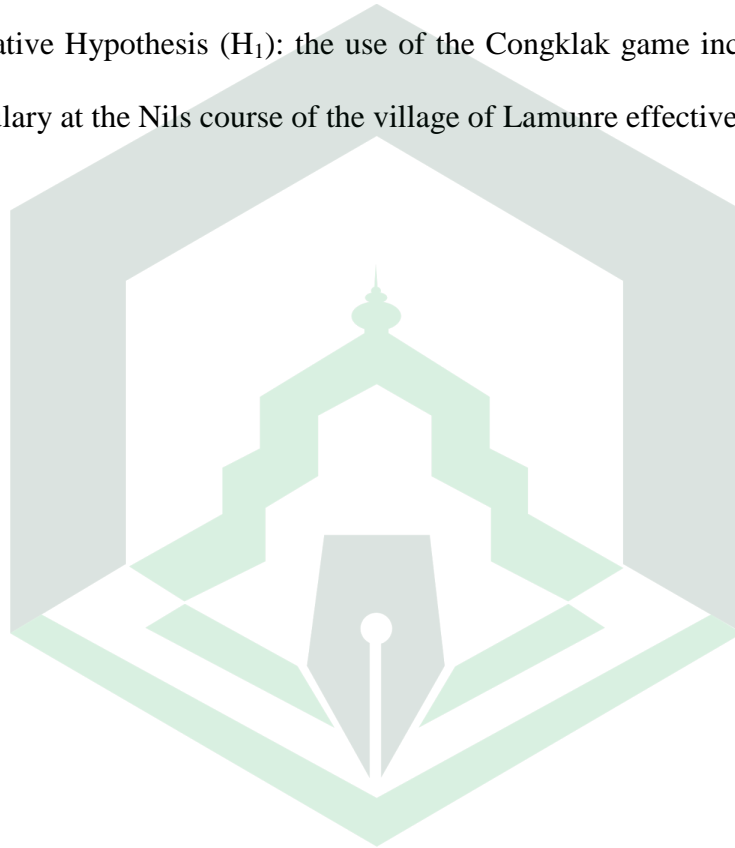 ative Hypothesis (H₁): the use of the Congklak game inc
lary at the Nils course of the village of Lamunre effective